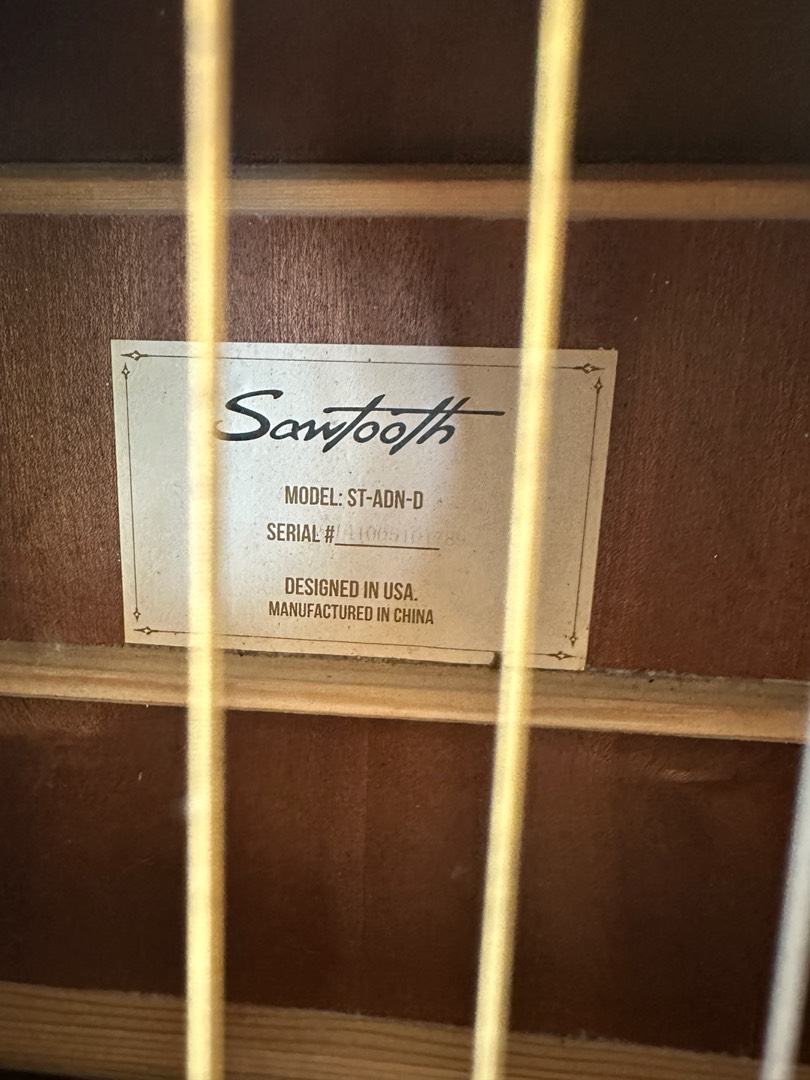 Sawtooth
MODEL: ST-ADN-D
SERIAL #
DESIGNED IN USA.
MANUFACTURED IN CHINA